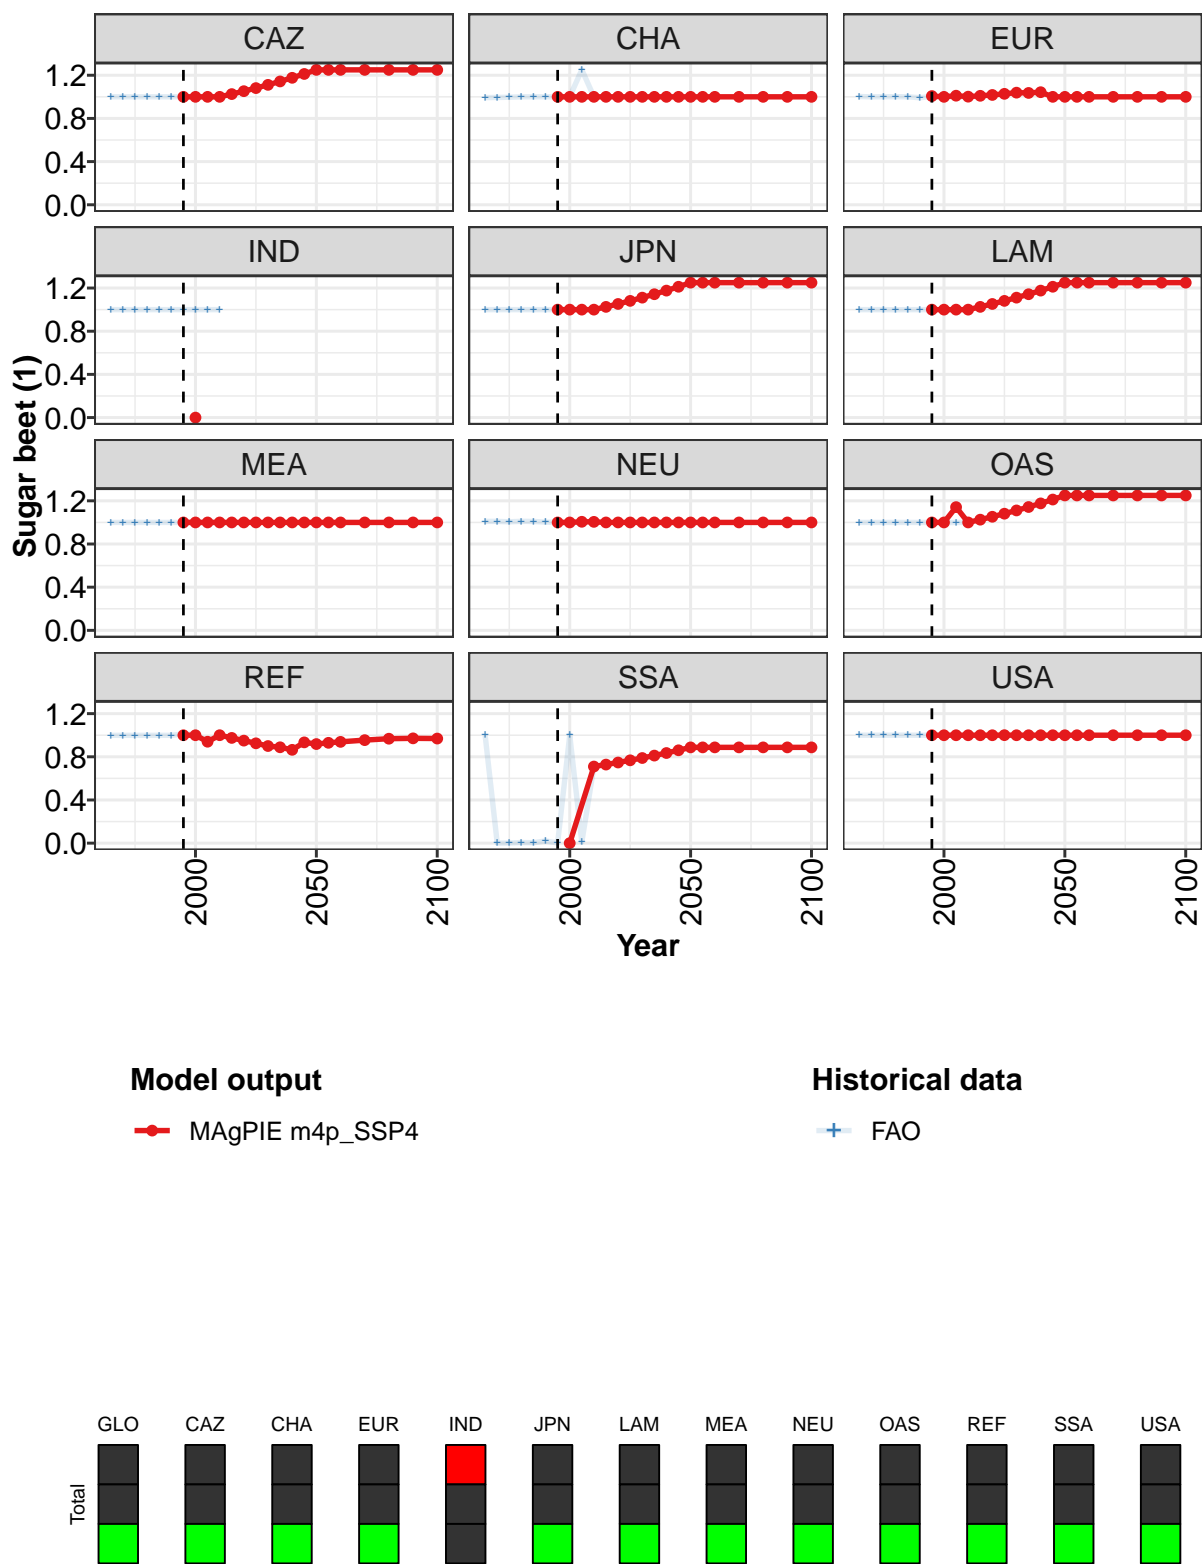 CAZ CHA EUR
1.2
0.8
0.4
0.0
IND JPN LAM
1.2
0.8
0.4
0.0
MEA NEU OAS
1.2
0.8
0.4
0.0
REF SSA USA
1.2
0.8
0.4
0.0
Sugar beet (1)
2000 2050 2100 2000 2050 2100 2000 2050 2100
Year
Model output Historical data
MAgPIE m4p_SSP4 FAO
GLO CAZ CHA EUR IND JPN LAM MEA NEU OAS REF SSA USA
Total